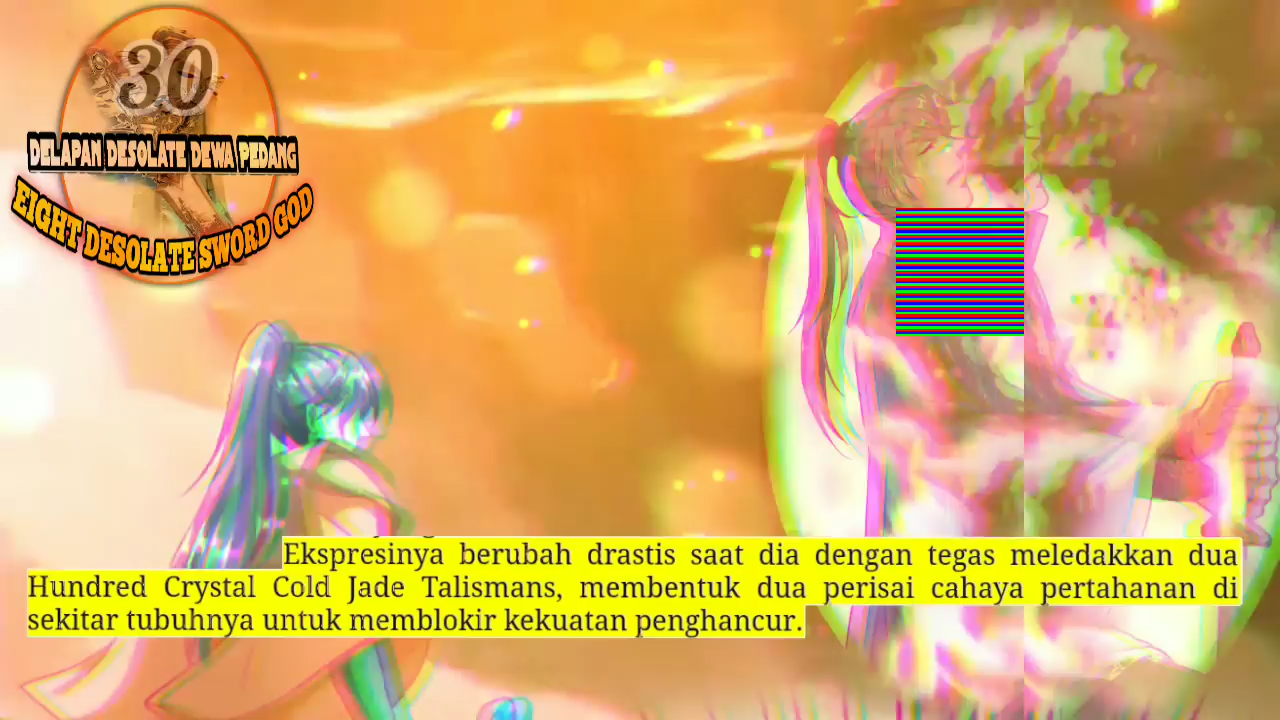 30
DELAPAN DESOLATE DEWA PEDANG
EIGHT DESOLATE SWORD GOD
Ekspresinya berubah drastis saat dia dengan tegas meledakkan dua
Hundred Crystal Cold Jade Talismans, membentuk dua perisai cahaya pertahanan di
sekitar tubuhnya untuk memblokir kekuatan penghancur.